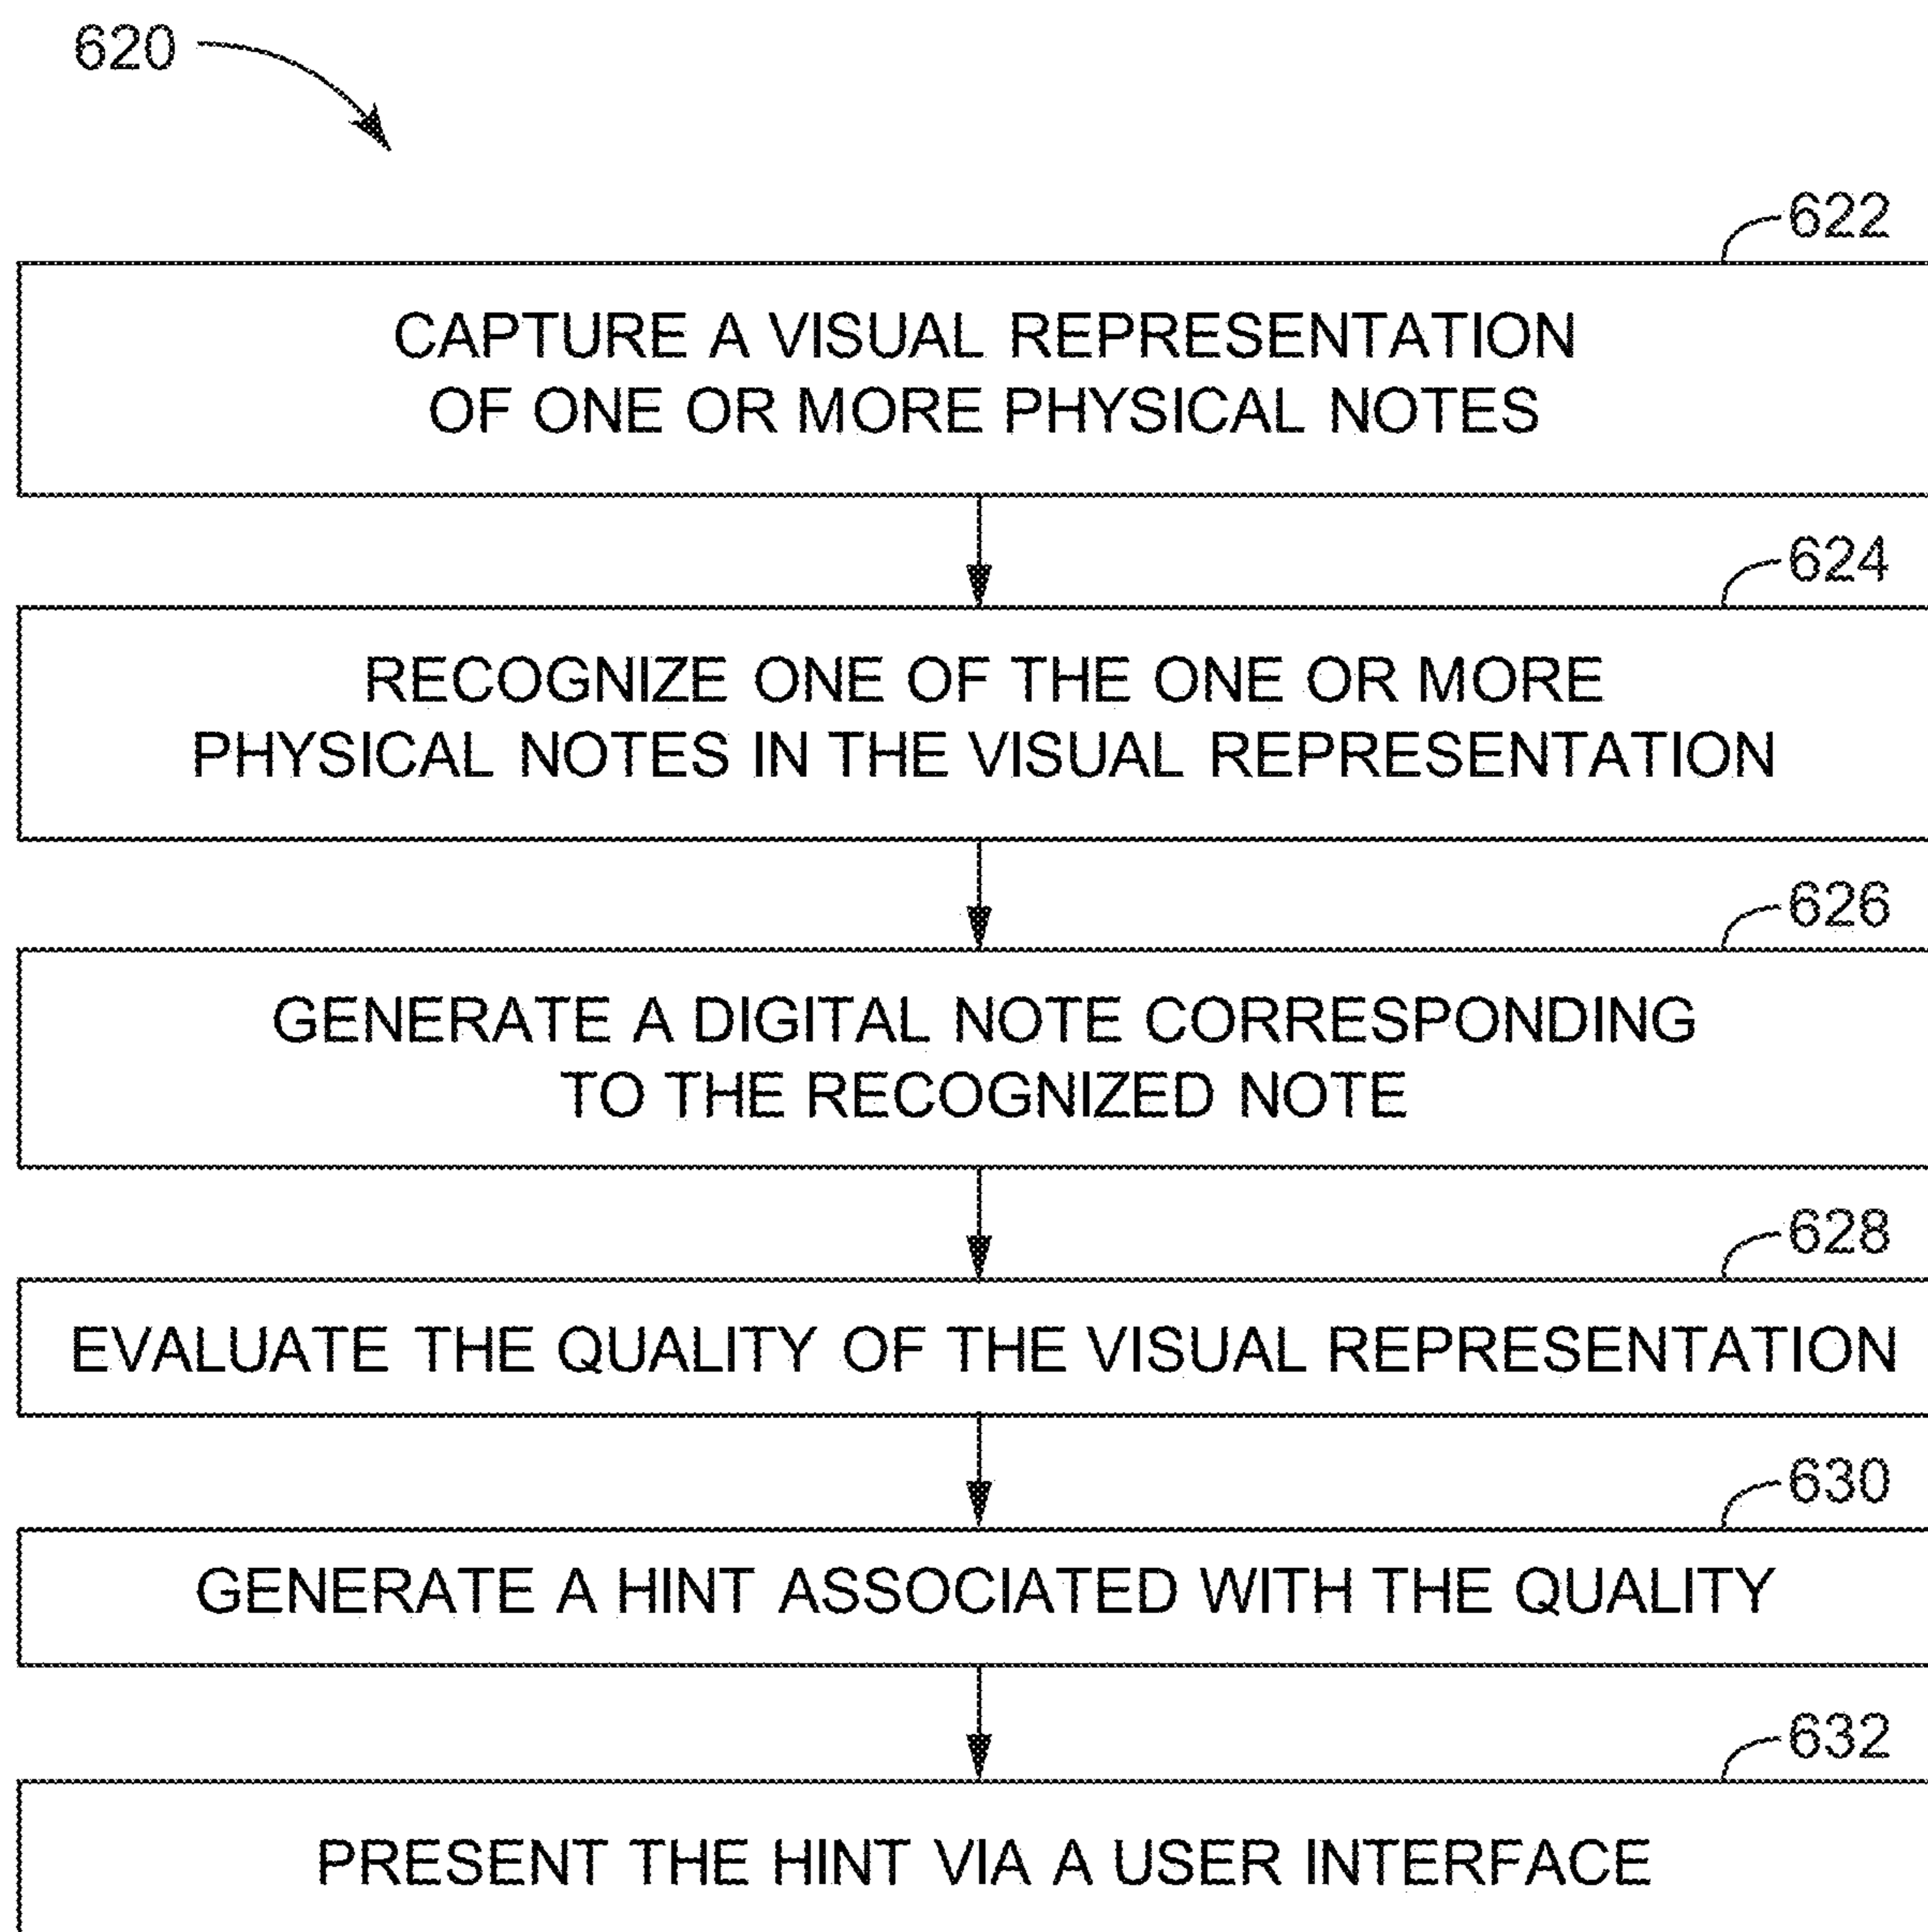 620
622
CAPTURE A VISUAL REPRESENTATION
OF ONE OR MORE PHYSICAL NOTES
624
RECOGNIZE ONE OF THE ONE OR MORE
PHYSICAL NOTES IN THE VISUAL REPRESENTATION
626
GENERATE A DIGITAL NOTE CORRESPONDING
TO THE RECOGNIZED NOTE
628
EVALUATE THE QUALITY OF THE VISUAL REPRESENTATION
630
GENERATE A HINT ASSOCIATED WITH THE QUALITY
632
PRESENT THE HINT VIA A USER INTERFACE